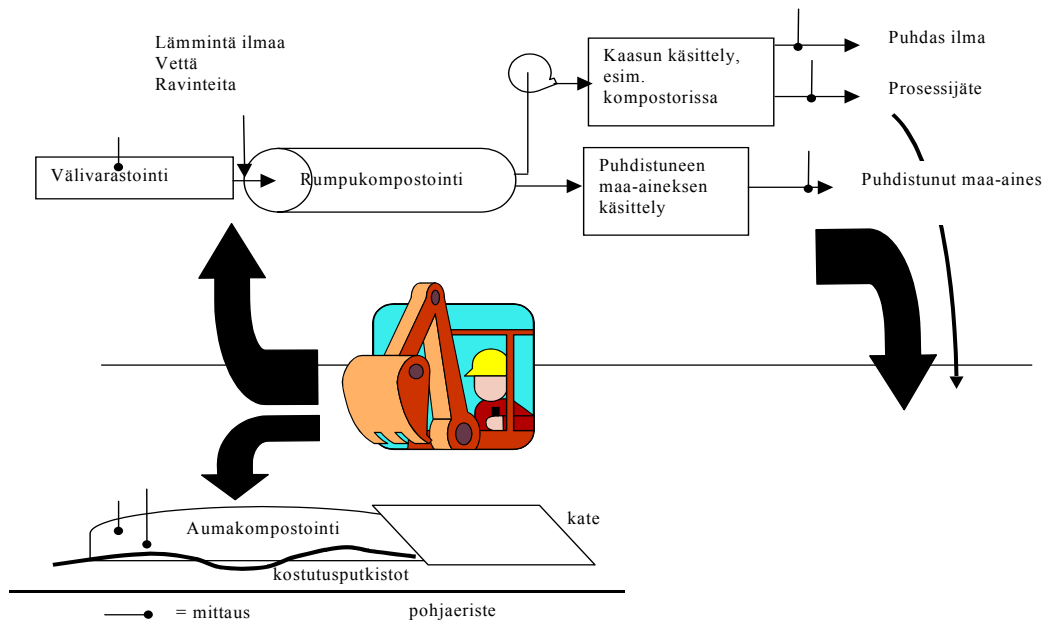 Lämmintä ilmaa
Vettä
Ravinteita
Kaasun käsittely,
esim.
kompostorissa
Puhdas ilma
Prosessijäte
Välivarastointi
Rumpukompostointi
Puhdistuneen
maa-aineksen
käsittely
Puhdistunut maa-aines
Aumakompostointi
kate
kostutusputkistot
= mittaus
pohjaeriste